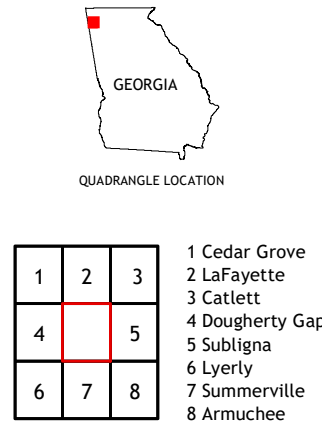 GEORGIA
QUADRANGLE LOCATION
1 2 3
4 5
6 7 8
1 Cedar Grove
2 LaFayette
3 Catlett
4 Dougherty Gap
5 Subligna
6 Lyerly
7 Summerville
8 Armuchee